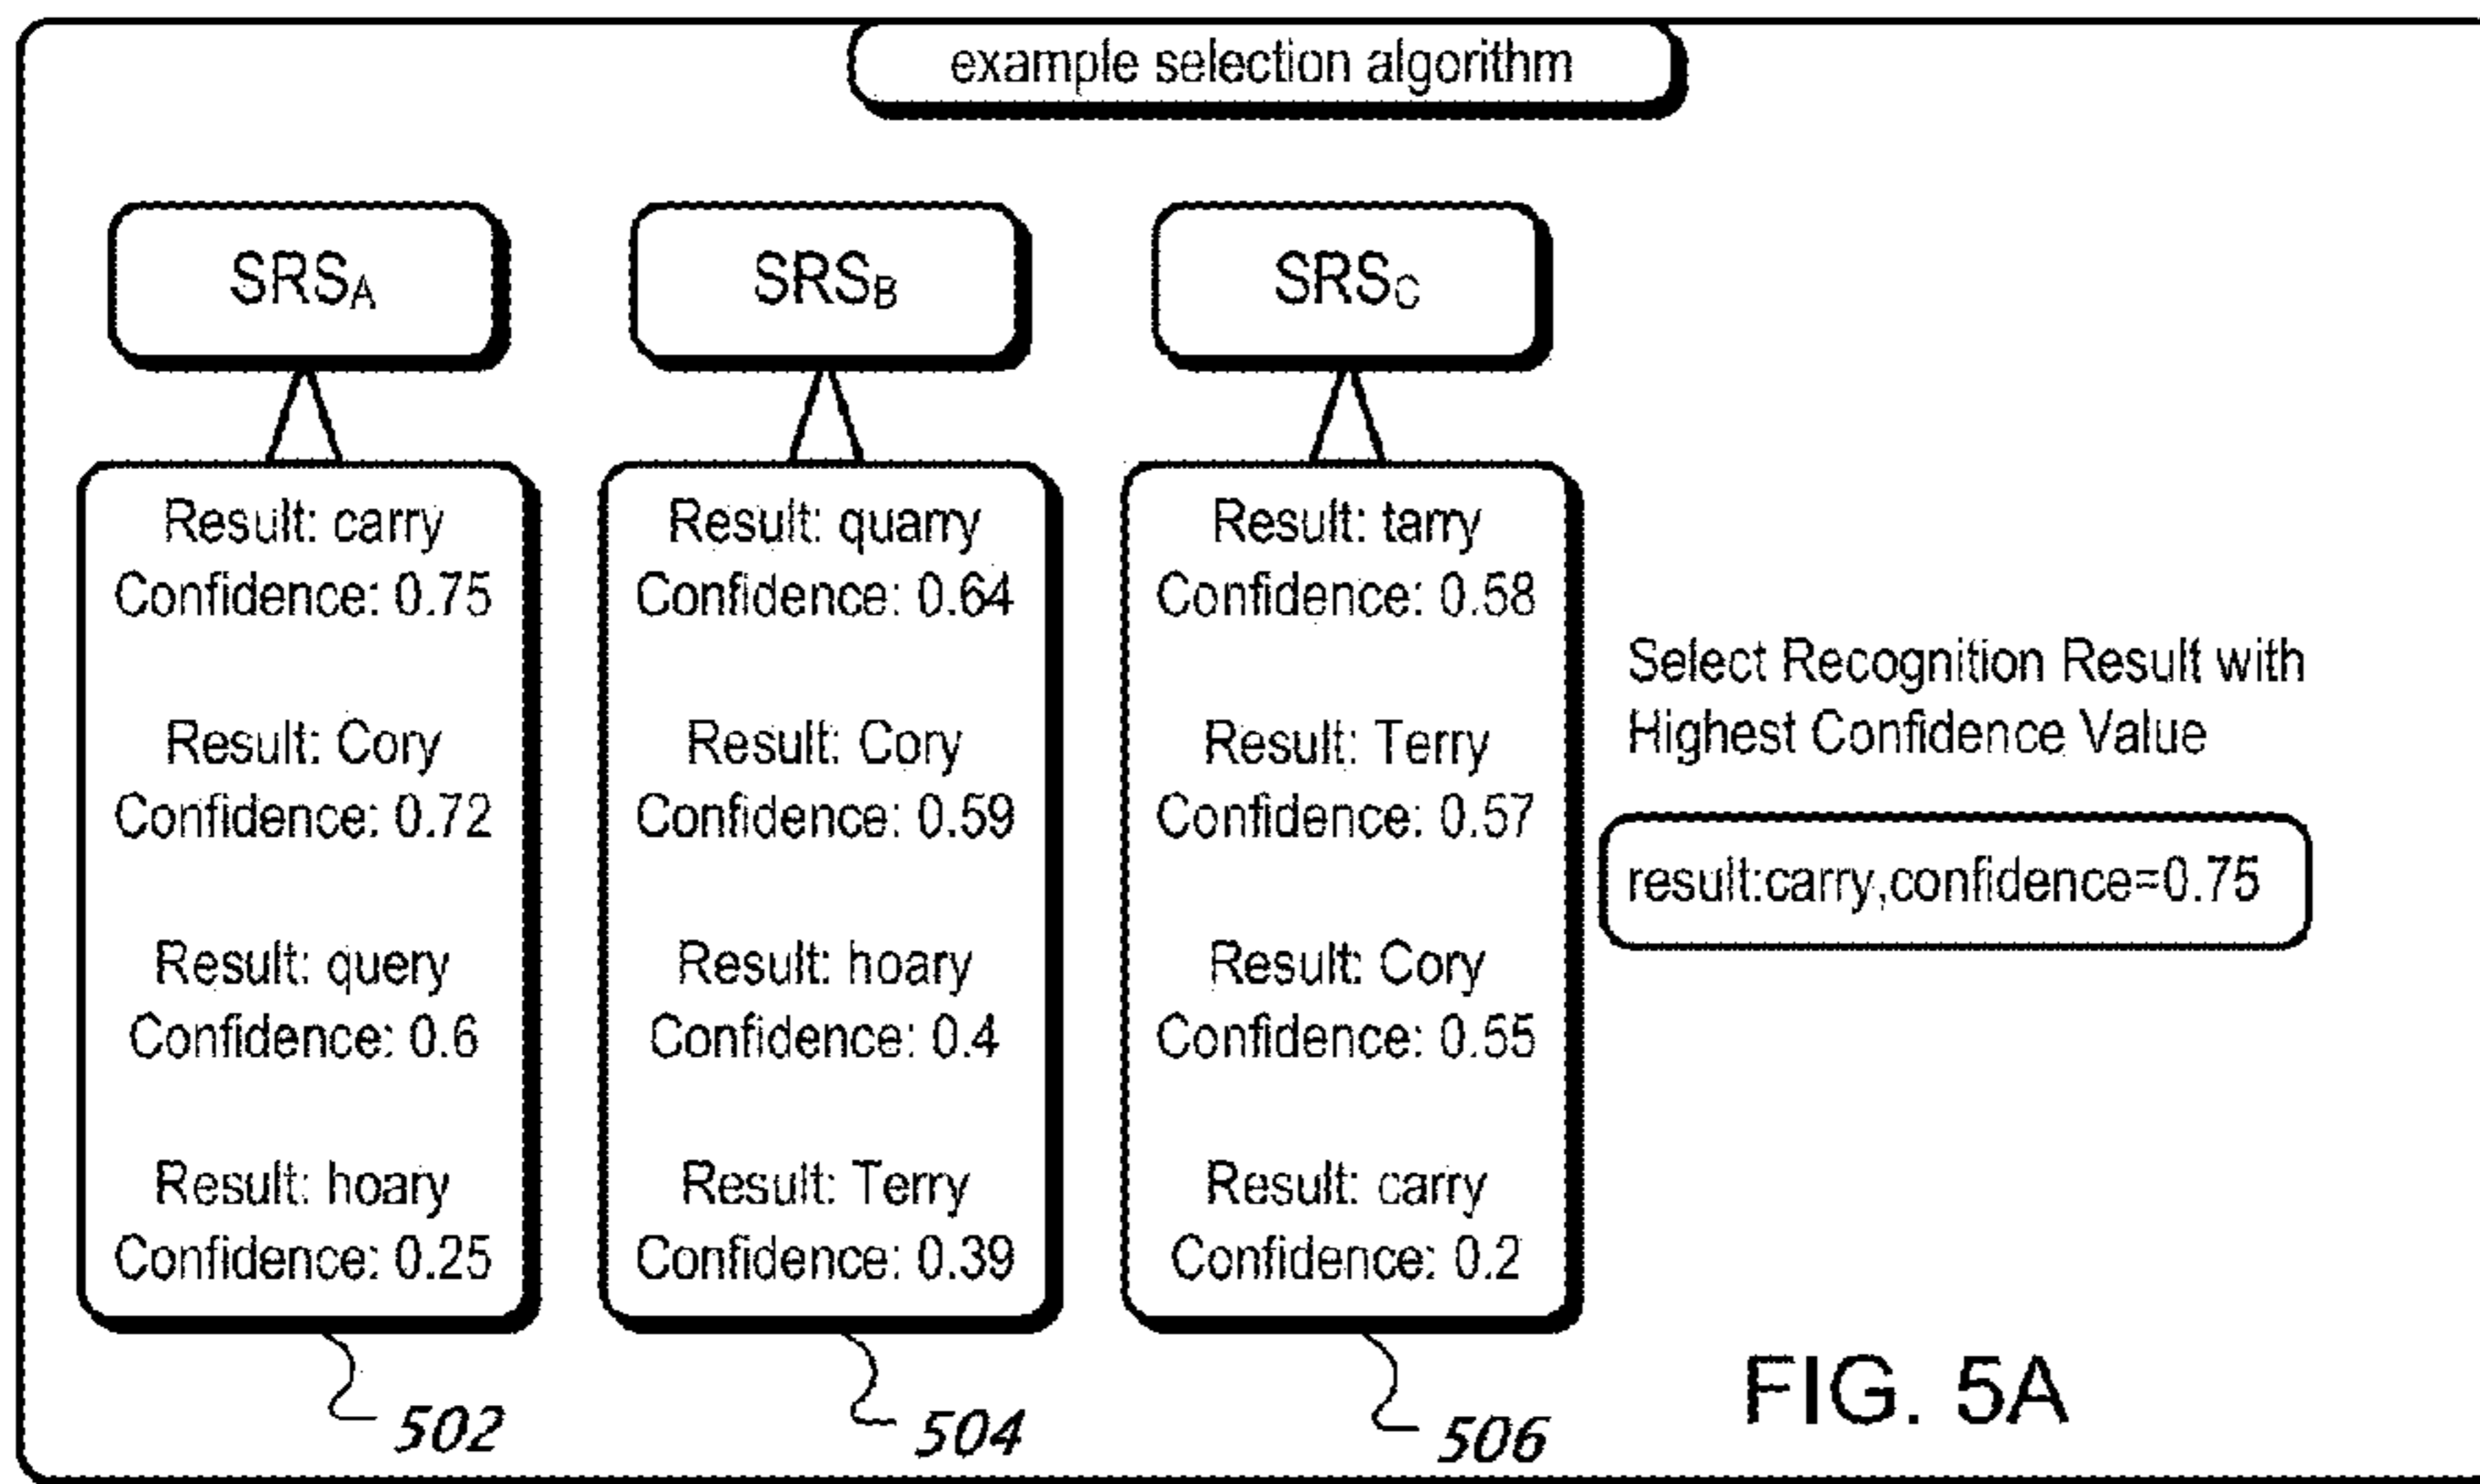 example selection algorithm
SRSA
SRSB
SRSC
Result: carry
Confidence: 0.75
Result: Cory
Confidence: 0.72
Result: query
Confidence: 0.6
Result: hoary
Confidence: 0.25
Result: quarry
Confidence: 0.64
Result: Cory
Confidence: 0.59
Result: hoary
Confidence: 0.4
Result: Terry
Confidence: 0.39
Result: tarry
Confidence: 0.58
Result: Terry
Confidence: 0.57
Result: Cory
Confidence: 0.55
Result: carry
Confidence: 0.2
Select Recognition Result with
Highest Confidence Value
result:carry,confidence=0.75
502
504
506
FIG. 5A